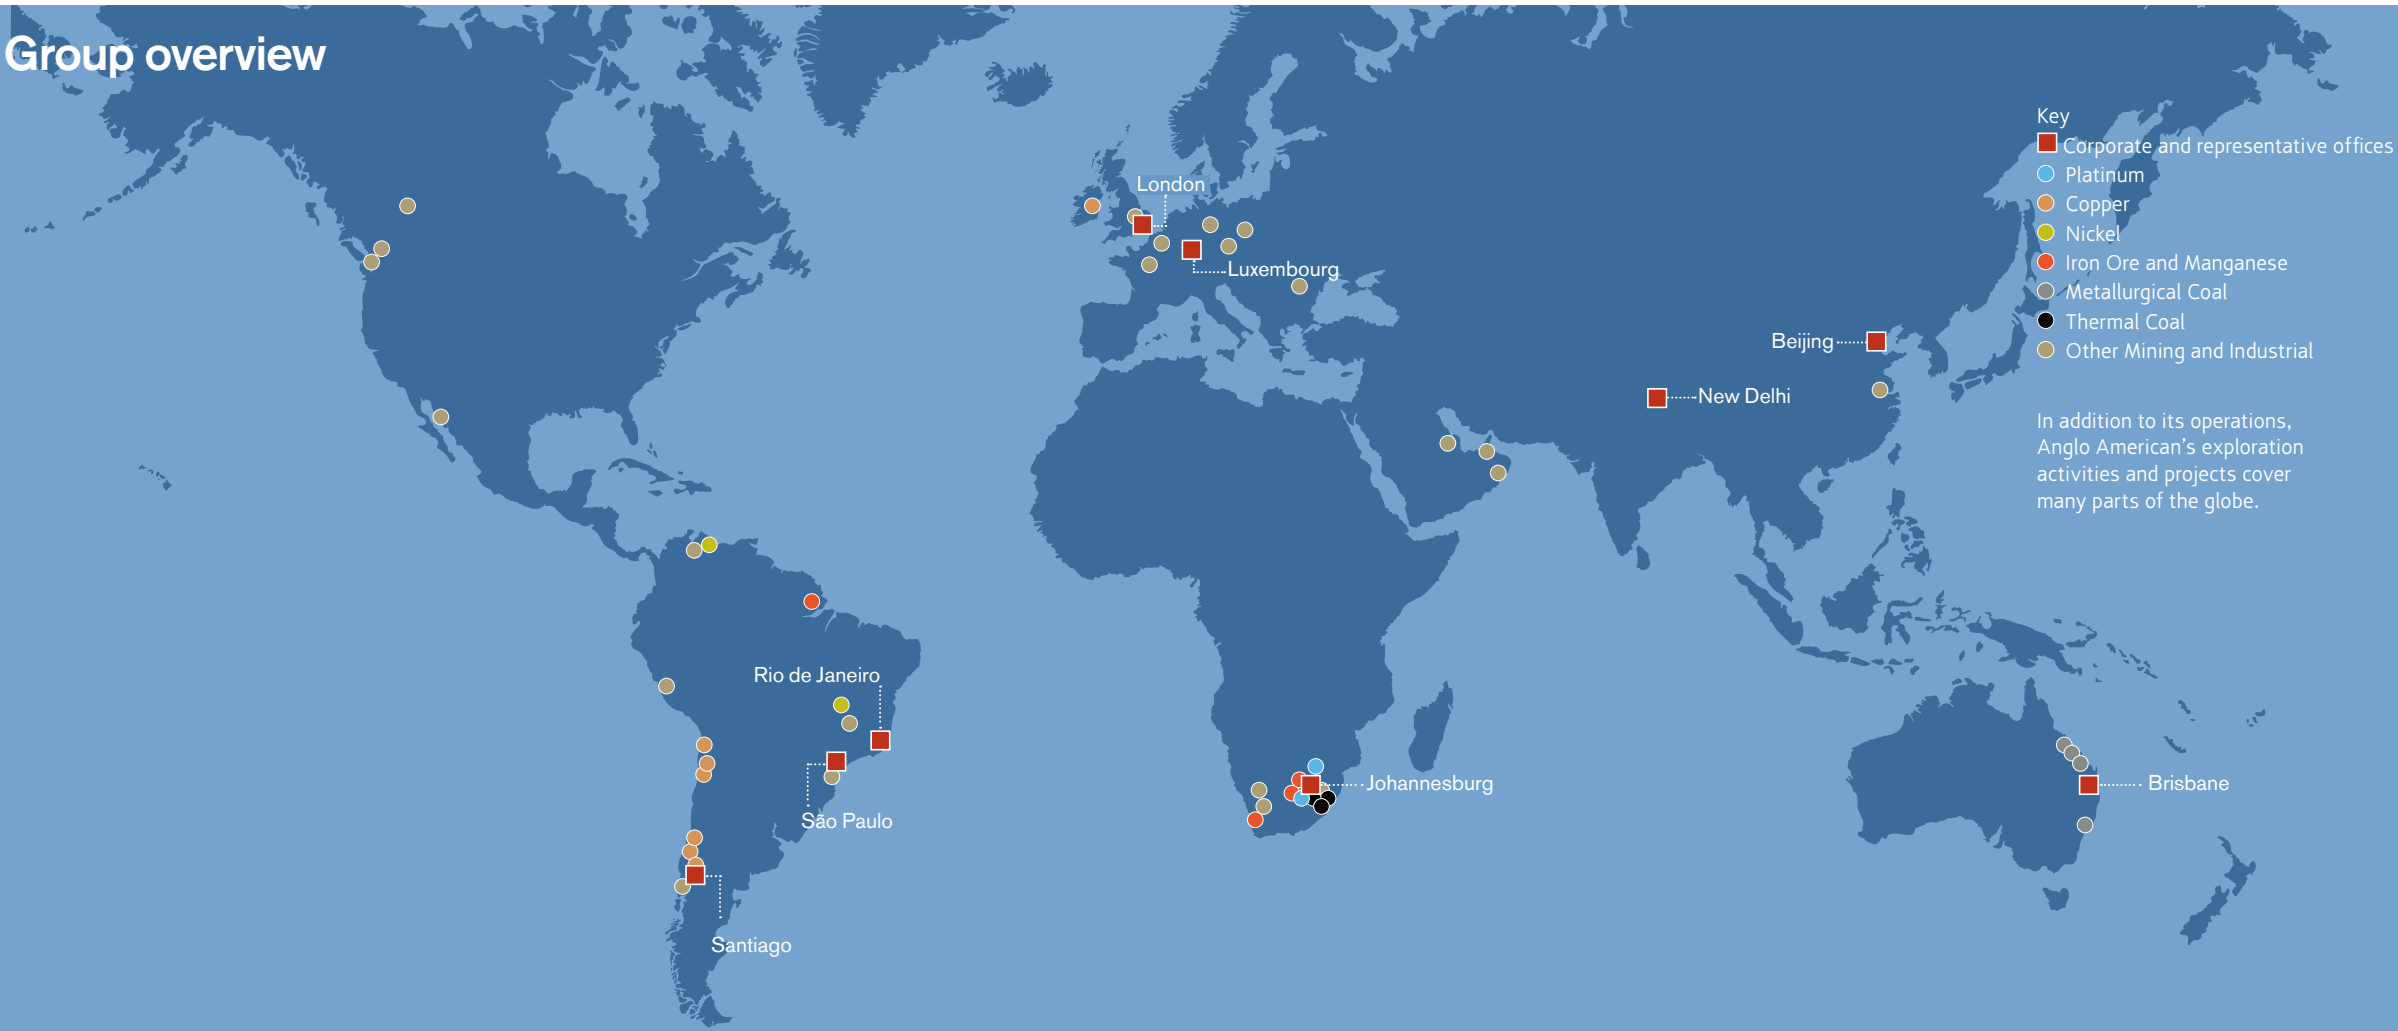 Group overview
Key
Corporate and representative offices
Platinum
Copper
Nickel
Iron Ore and Manganese
Metallurgical Coal
Thermal Coal
Other Mining and Industrial
In addition to its operations,
Anglo American's exploration
activities and projects cover
many parts of the globe.
London
Luxembourg
Beijing
New Delhi
Rio de Janeiro
São Paulo
Santiago
Johannesburg
Brisbane